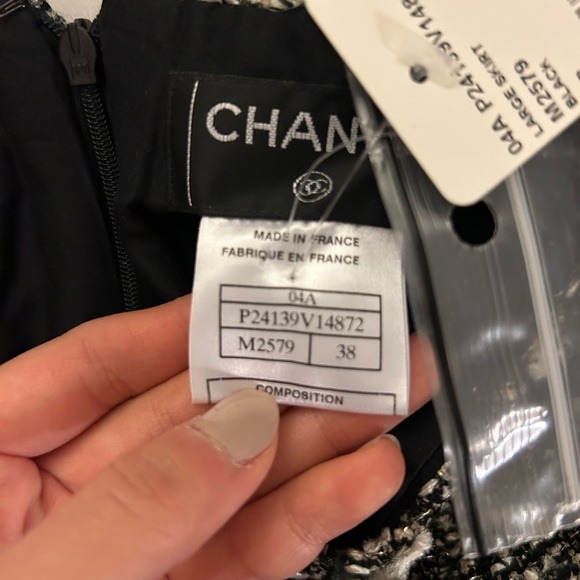 CHAN
MADE IN FRANCE
FABRIQUE EN FRANCE
04A
P24139V14872
M2579 38
COMPOSITION
04A P24139V148
LARGE SKIRT
M2579
BLACK